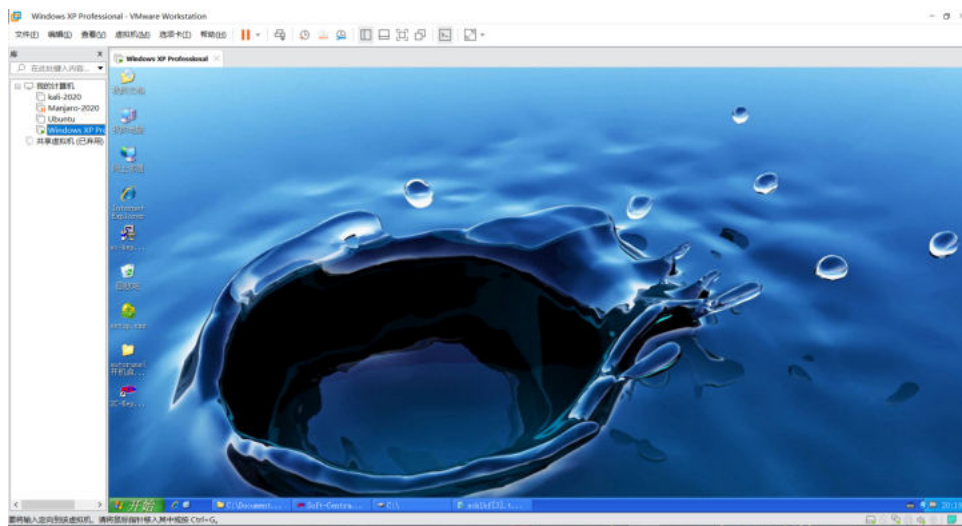 Windows XP Professional - VMware Workstation
文件(E) 编辑(E) 查看(V) 虚拟机(M) 选项卡(T) 帮助(H)
库
在此处键入内容...
Windows XP Professional
我的计算机
kali-2020
Manjaro-2020
Ubuntu
Windows XP Pro
共享虚拟机 (已弃用)
我的文档
我的电脑
网上邻居
Internet
Explorer
回收站
开始
C:\Document...
Soft-Centra...
C:\
要将输入定向到该虚拟机，请将鼠标指针移入其中或按 Ctrl+G。